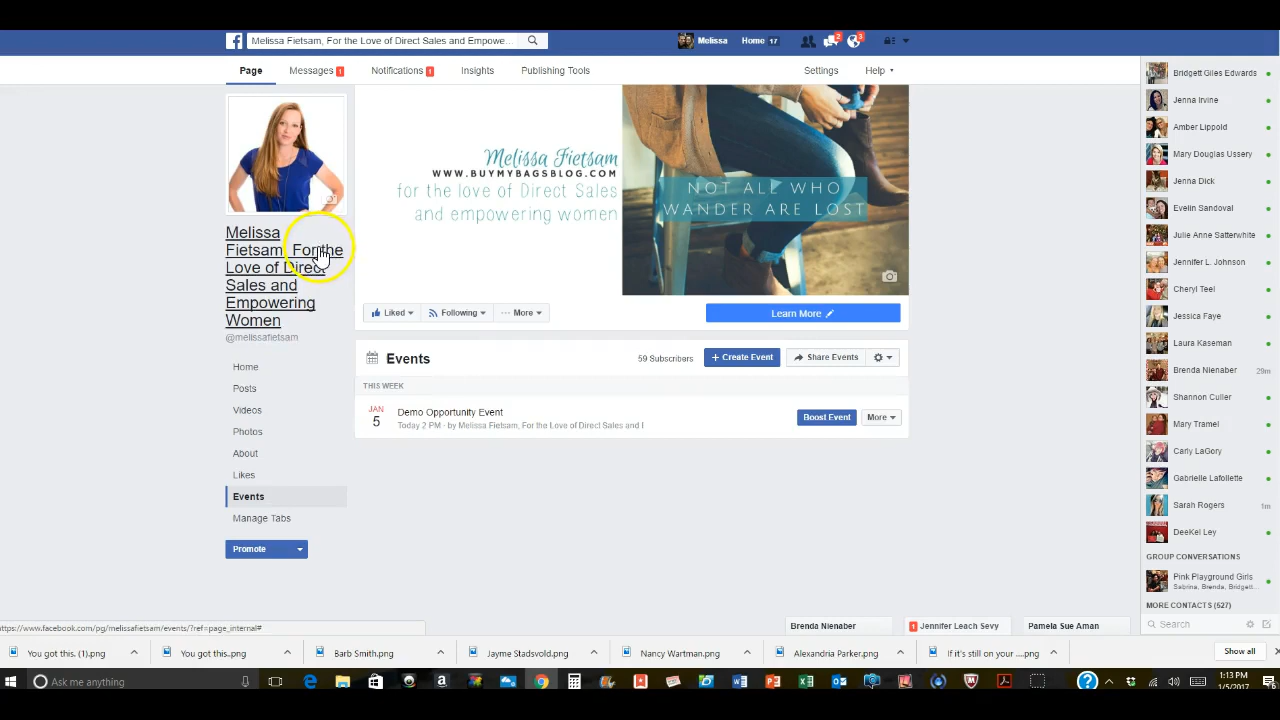 Melissa Fietsam, For the Love of Direct Sales and Empowe...
Melissa
Home 17
2
3
Page
Messages 1
Notifications 1
Insights
Publishing Tools
Settings
Help
Melissa Fietsam
WWW.BUYMYBAGSBLOG.COM
for the love of Direct Sales
and empowering women
NOT ALL WHO
WANDER ARE LOST
Melissa
Fietsam, For the
Love of Direct
Sales and
Empowering
Women
@melissafietsam
Liked
Following
More
Learn More
Home
Posts
Videos
Photos
About
Likes
Events
Manage Tabs
Promote
Events
59 Subscribers
+ Create Event
Share Events
THIS WEEK
JAN
5
Demo Opportunity Event
Today 2 PM - by Melissa Fietsam, For the Love of Direct Sales and I
Boost Event
More
Bridgett Giles Edwards
Jenna Irvine
Amber Lippold
Mary Douglas Ussery
Jenna Dick
Evelin Sandoval
Julie Anne Satterwhite
Jennifer L. Johnson
Cheryl Teel
Jessica Faye
Laura Kaseman
Brenda Nienaber 29m
Shannon Culler
Mary Tramel
Carly LaGory
Gabrielle Lafollette
Sarah Rogers 1m
DeeKel Ley
GROUP CONVERSATIONS
Pink Playground Girls
Sabrina, Brenda, Bridgett...
MORE CONTACTS (527)
Search
https://www.facebook.com/pg/melissafietsam/events/?ref=page_internal#
Brenda Nienaber
1 Jennifer Leach Sevy
Pamela Sue Aman
You got this. (1).png
You got this..png
Barb Smith.png
Jayme Stadsvold.png
Nancy Wartman.png
Alexandria Parker.png
If it's still on your ....png
Show all
Ask me anything
1:13 PM
1/5/2017